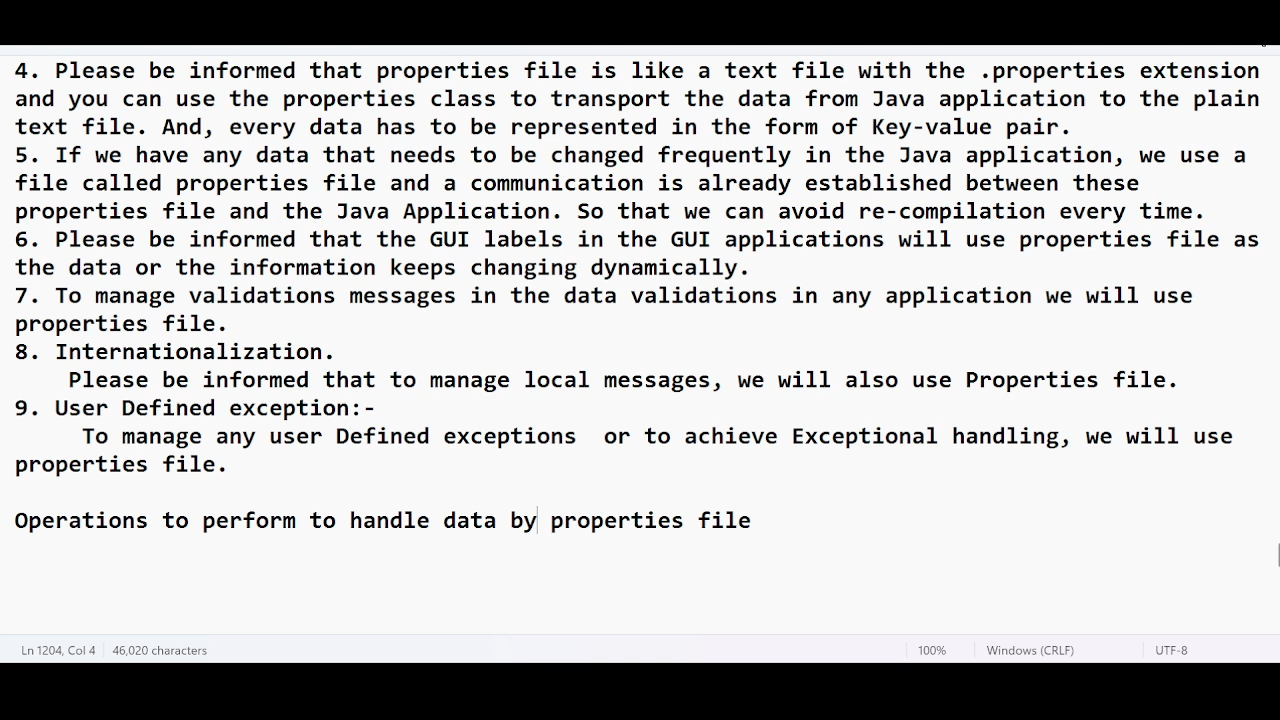 4. Please be informed that properties file is like a text file with the .properties extension
and you can use the properties class to transport the data from Java application to the plain
text file. And, every data has to be represented in the form of Key-value pair.
5. If we have any data that needs to be changed frequently in the Java application, we use a
file called properties file and a communication is already established between these
properties file and the Java Application. So that we can avoid re-compilation every time.
6. Please be informed that the GUI labels in the GUI applications will use properties file as
the data or the information keeps changing dynamically.
7. To manage validations messages in the data validations in any application we will use
properties file.
8. Internationalization.
Please be informed that to manage local messages, we will also use Properties file.
9. User Defined exception:-
To manage any user Defined exceptions  or to achieve Exceptional handling, we will use
properties file.
Operations to perform to handle data by properties file
Ln 1204, Col 4 46,020 characters 100% Windows (CRLF) UTF-8